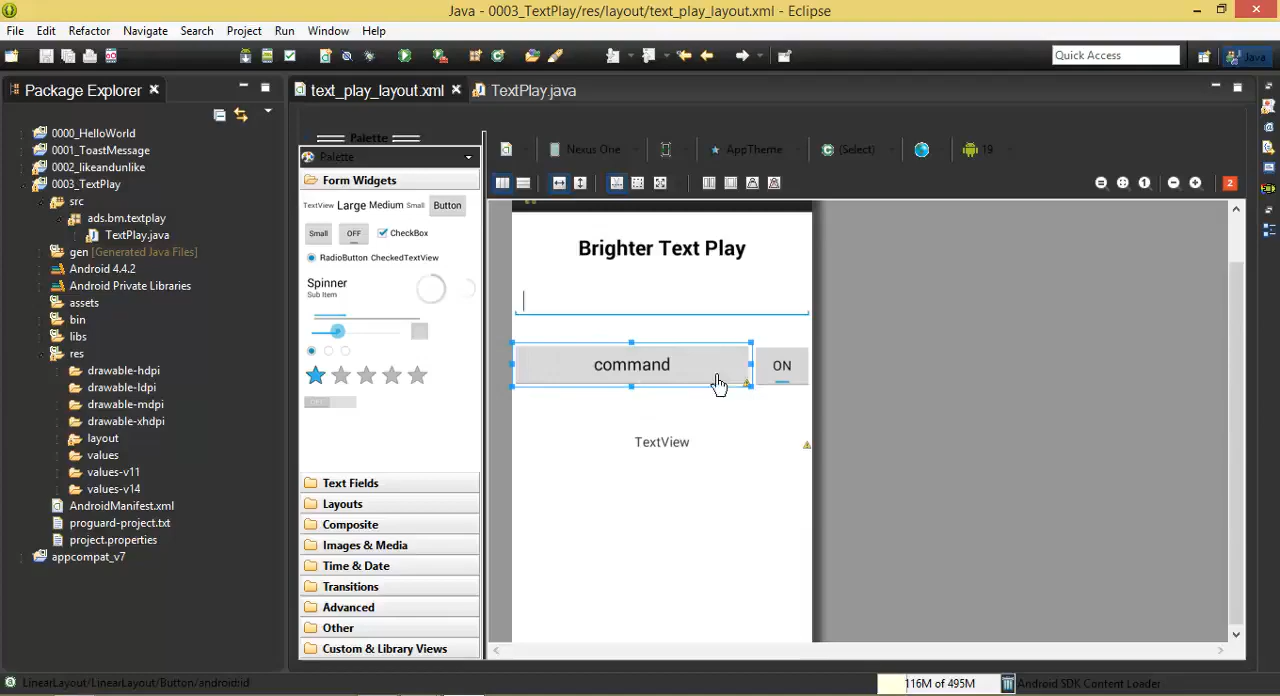 Java - 0003_TextPlay/res/layout/text_play_layout.xml - Eclipse
File Edit Refactor Navigate Search Project Run Window Help
Quick Access
Java
Package Explorer
text_play_layout.xml
TextPlay.java
0000_HelloWorld
0001_ToastMessage
0002_likeandunlike
0003_TextPlay
src
ads.bm.textplay
TextPlay.java
gen [Generated Java Files]
Android 4.4.2
Android Private Libraries
assets
bin
libs
res
drawable-hdpi
drawable-ldpi
drawable-mdpi
drawable-xhdpi
layout
values
values-v11
values-v14
AndroidManifest.xml
proguard-project.txt
project.properties
appcompat_v7
Palette
Palette
Form Widgets
TextView Large Medium Small Button
Small OFF CheckBox
RadioButton CheckedTextView
Spinner
Sub Item
OFF
Text Fields
Layouts
Composite
Images & Media
Time & Date
Transitions
Advanced
Other
Custom & Library Views
Nexus One AppTheme (Select) 19
2
Brighter Text Play
command ON
TextView
LinearLayout/LinearLayout/Button/android:id
116M of 495M
Android SDK Content Loader